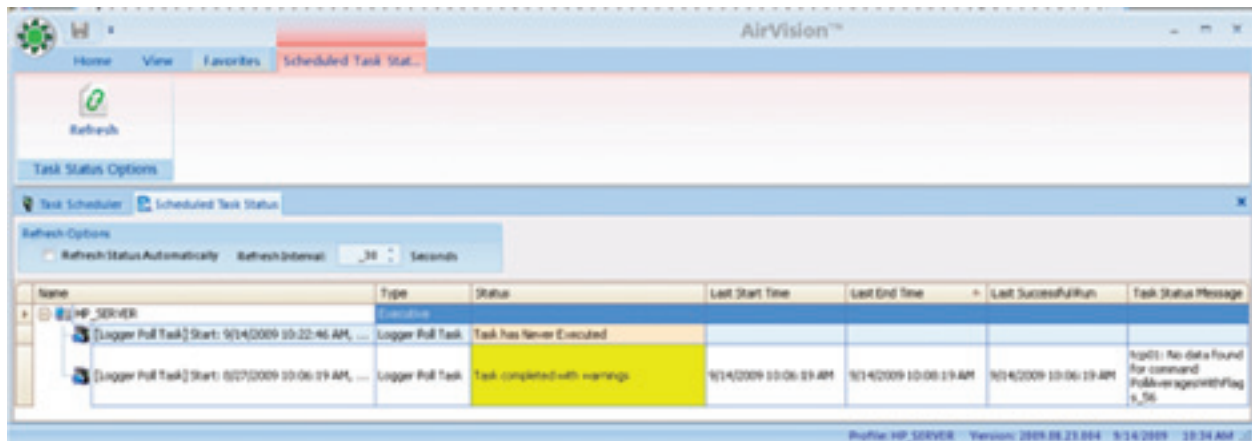 AirVision™
Home View Favorites Scheduled Task Stat...
Refresh
Task Status Options
Task Scheduler Scheduled Task Status
Refresh Options
Refresh Status Automatically Refresh Interval: 30 Seconds
Name Type Status Last Start Time Last End Time Last Successful Run Task Status Message
HP_SERVER Executive
[Logger Poll Task] Start: 9/14/2009 10:22:46 AM, ... Logger Poll Task Task has Never Executed
[Logger Poll Task] Start: 8/27/2009 10:06:19 AM, ... Logger Poll Task Task completed with warnings 9/14/2009 10:06:19 AM 9/14/2009 10:08:19 AM 9/14/2009 10:06:19 AM
tcp01: No data found
for command
PollAveragesWithFlag
s_56
Profile: HP_SERVER Version: 2009.08.23.004 9/14/2009 10:34 AM